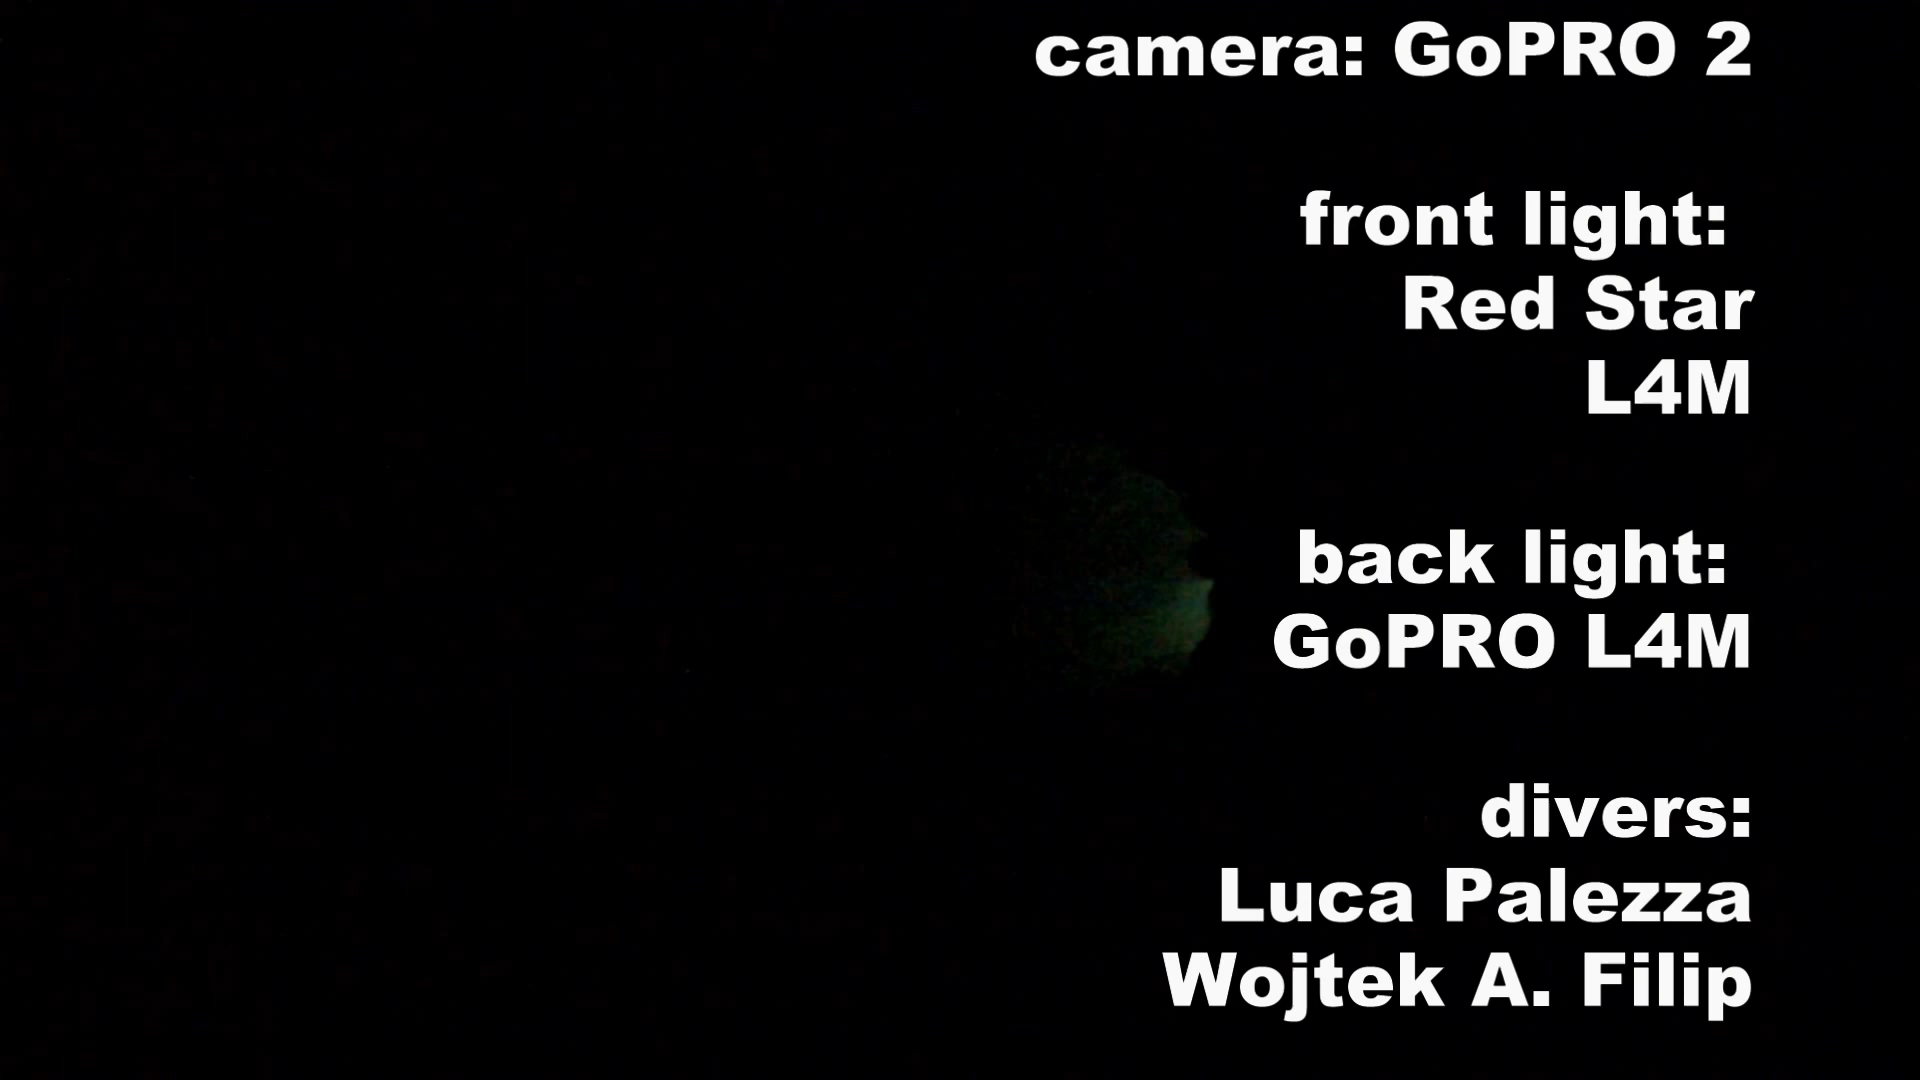 camera: GoPRO 2
front light:
Red Star
L4M
back light:
GoPRO L4M
divers:
Luca Palezza
Wojtek A. Filip